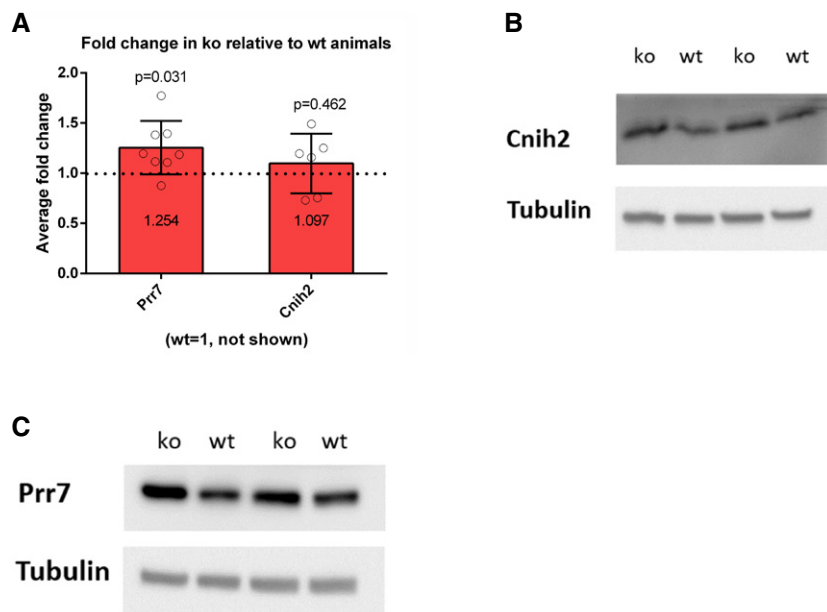 A
Fold change in ko relative to wt animals
Average fold change
2.0
1.5
1.0
0.5
0.0
p=0.031
p=0.462
1.254
1.097
Prr7
Cnih2
(wt=1, not shown)
B
ko wt ko wt
Cnih2
Tubulin
C
ko wt ko wt
Prr7
Tubulin